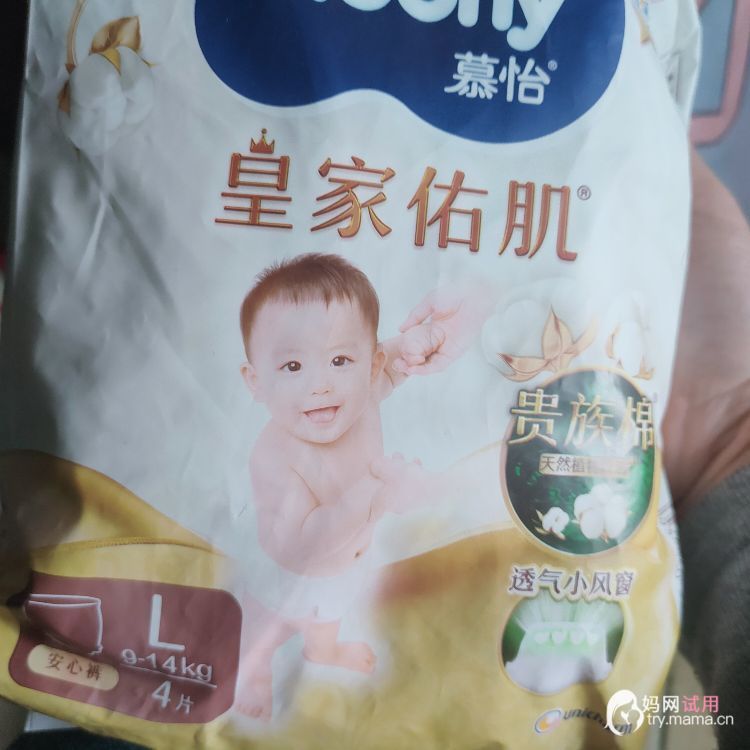 慕怡®
皇家佑肌®
贵族棉
天然植
透气小风窗
L
9-14kg
4片
安心裤
妈网试用
try.mama.cn